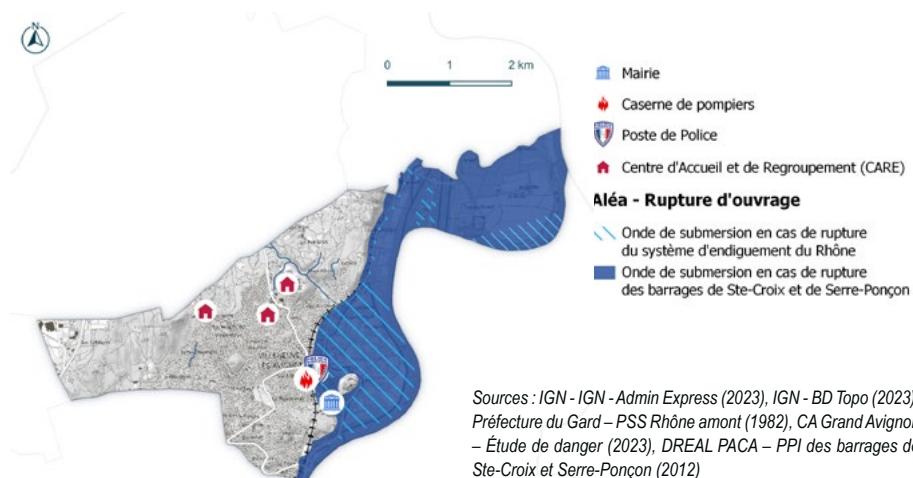 N
0 1 2 km
Mairie
Caserne de pompiers
Poste de Police
Centre d'Accueil et de Regroupement (CARE)
Aléa - Rupture d'ouvrage
Onde de submersion en cas de rupture
du système d'endiguement du Rhône
Onde de submersion en cas de rupture
des barrages de Ste-Croix et de Serre-Ponçon
Sources : IGN - IGN - Admin Express (2023), IGN - BD Topo (2023)
Préfecture du Gard – PSS Rhône amont (1982), CA Grand Avignon
– Étude de danger (2023), DREAL PACA – PPI des barrages de
Ste-Croix et Serre-Ponçon (2012)